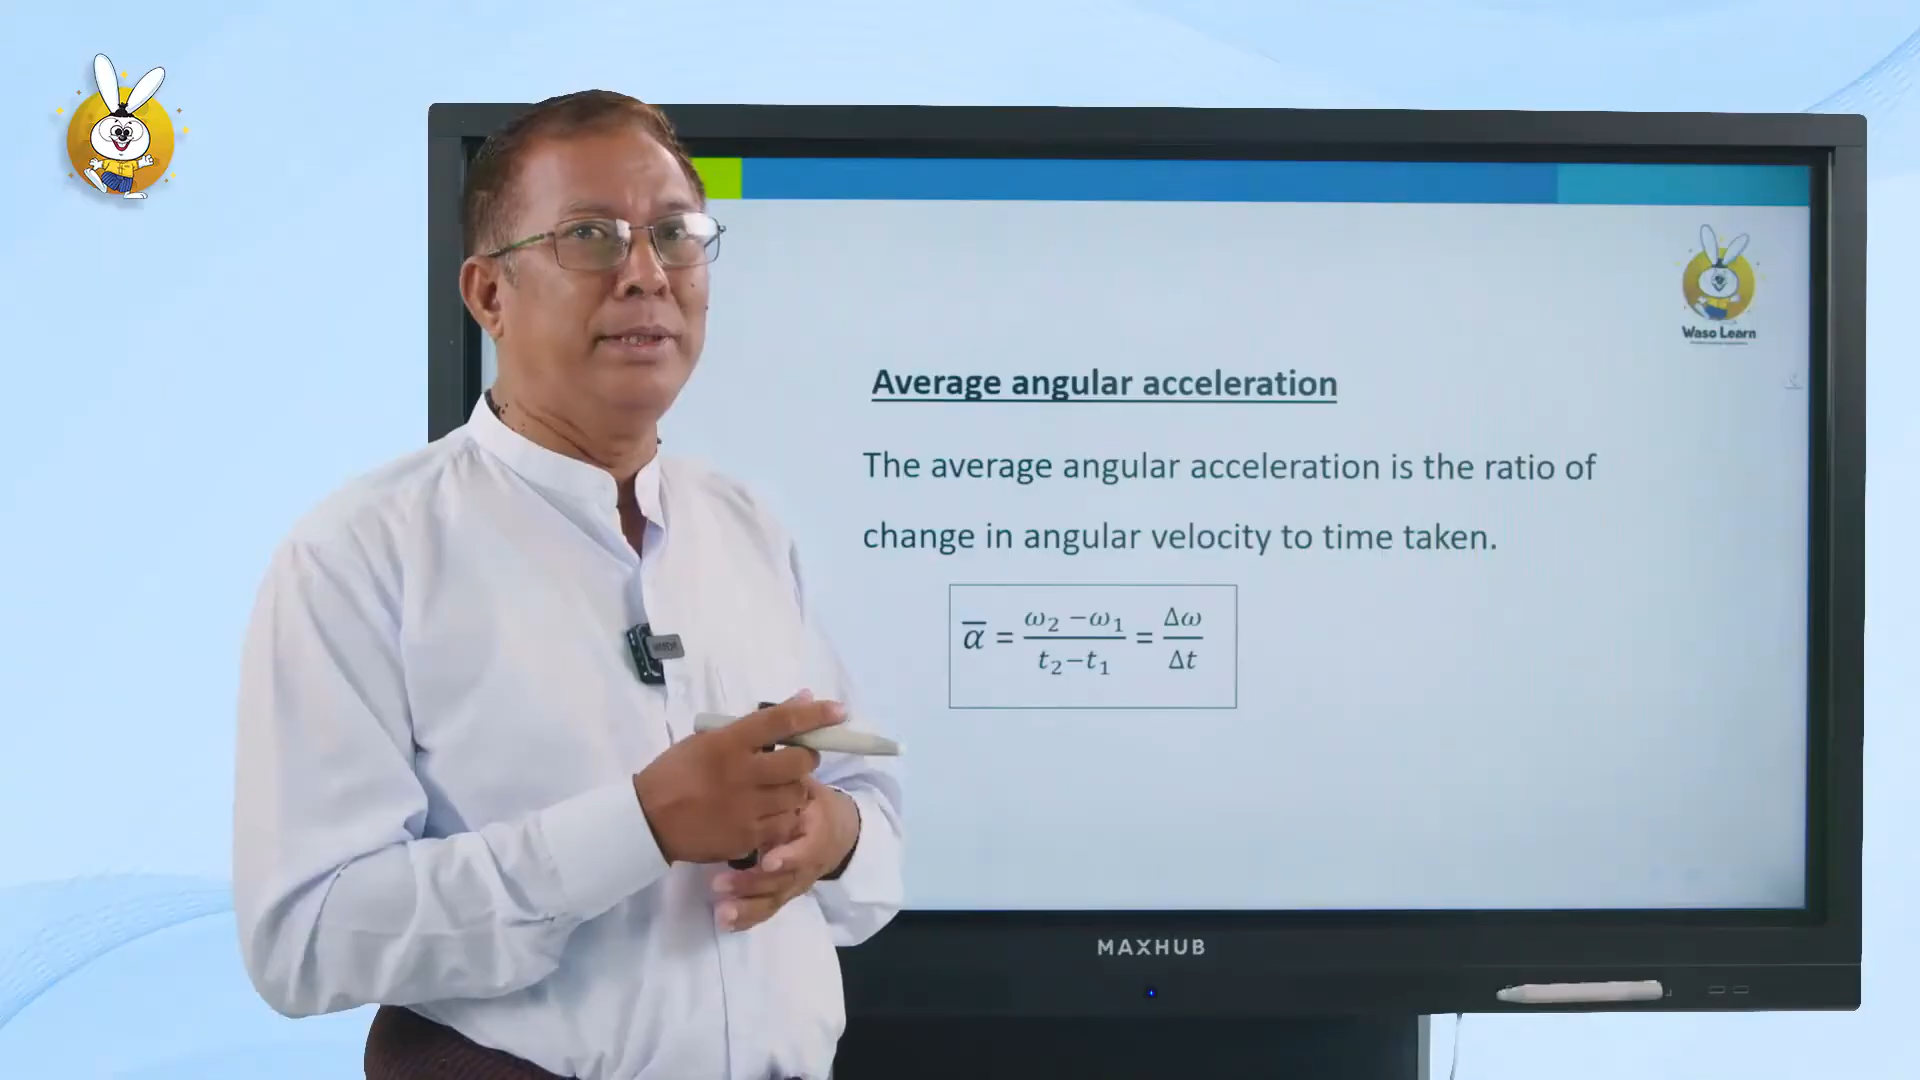 Waso Learn
Average angular acceleration
The average angular acceleration is the ratio of
change in angular velocity to time taken.
α̅ = (ω₂ −ω₁)/(t₂−t₁) = Δω/Δt
MAXHUB